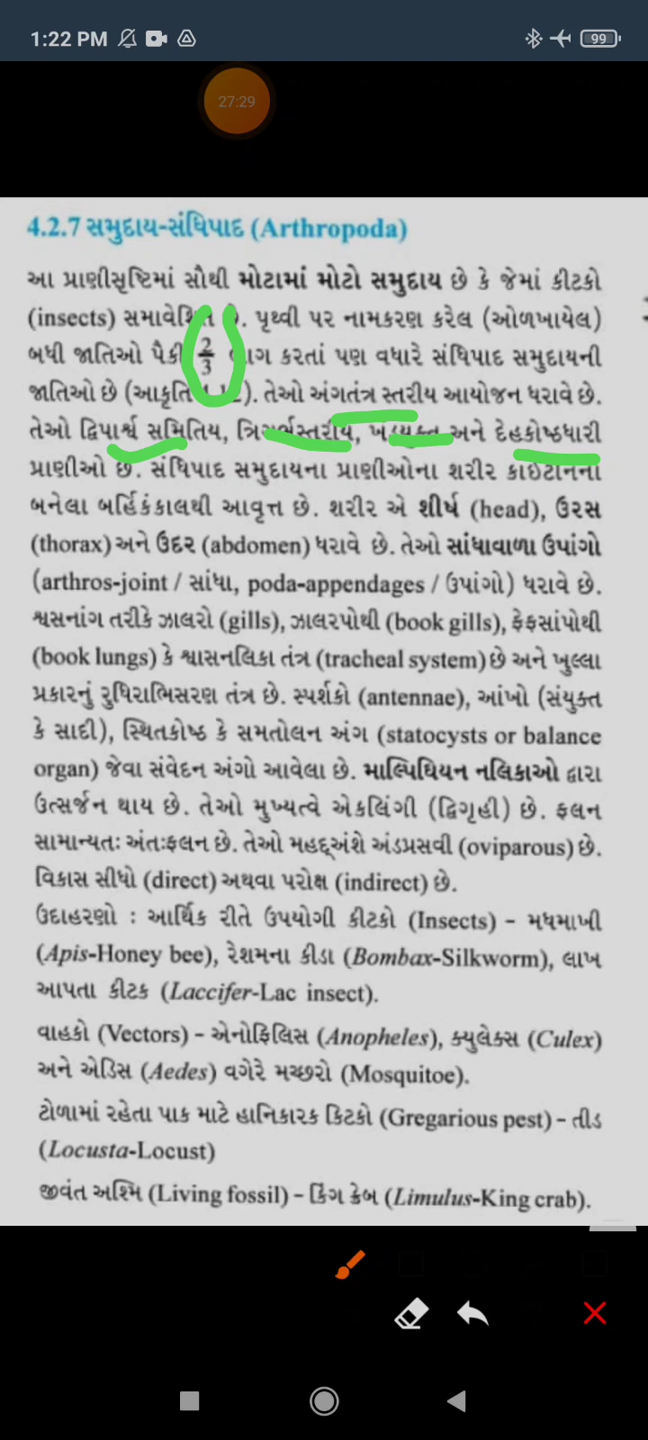 1:22 PM
99
27:29
4.2.7 સમુદાય-સંધિપાદ (Arthropoda)
આ પ્રાણીસૃષ્ટિમાં સૌથી મોટામાં મોટો સમુદાય છે કે જેમાં કીટકો
(insects) સમાવેશિત છે. પૃથ્વી પર નામકરણ કરેલ (ઓળખાયેલ)
બધી જાતિઓ પૈકી 2/3 ભાગ કરતાં પણ વધારે સંધિપાદ સમુદાયની
જાતિઓ છે (આકૃતિ 4.12). તેઓ અંગતંત્ર સ્તરીય આયોજન ધરાવે છે.
તેઓ દ્વિપાર્શ્વ સમિતિય, ત્રિગર્ભસ્તરીય, ખંડયુક્ત અને દેહકોષ્ઠધારી
પ્રાણીઓ છે. સંધિપાદ સમુદાયના પ્રાણીઓના શરીર કાઈટીનના
બનેલા બર્હિકંકાલથી આવૃત્ત છે. શરીર એ શીર્ષ (head), ઉરસ
(thorax) અને ઉદર (abdomen) ધરાવે છે. તેઓ સાંધાવાળા ઉપાંગો
(arthros-joint / સાંધા, poda-appendages / ઉપાંગો) ધરાવે છે.
શ્વસનાંગ તરીકે ઝાલરો (gills), ઝાલરપોથી (book gills), ફેફસાંપોથી
(book lungs) કે શ્વાસનલિકા તંત્ર (tracheal system) છે અને ખુલ્લા
પ્રકારનું રુધિરાભિસરણ તંત્ર છે. સ્પર્શકો (antennae), આંખો (સંયુક્ત
કે સાદી), સ્થિતકોષ્ઠ કે સમતોલન અંગ (statocysts or balance
organ) જેવા સંવેદન અંગો આવેલા છે. માલ્પિઘિયન નલિકાઓ દ્વારા
ઉત્સર્જન થાય છે. તેઓ મુખ્યત્વે એકલિંગી (દ્વિગૃહી) છે. ફલન
સામાન્યતઃ અંતઃફલન છે. તેઓ મહદ્અંશે અંડપ્રસવી (oviparous) છે.
વિકાસ સીધો (direct) અથવા પરોક્ષ (indirect) છે.
ઉદાહરણો : આર્થિક રીતે ઉપયોગી કીટકો (Insects) – મધમાખી
(Apis-Honey bee), રેશમના કીડા (Bombax-Silkworm), લાખ
આપતા કીટક (Laccifer-Lac insect).
વાહકો (Vectors) – એનોફિલિસ (Anopheles), ક્યુલેક્સ (Culex)
અને એડિસ (Aedes) વગેરે મચ્છરો (Mosquitoe).
ટોળામાં રહેતા પાક માટે હાનિકારક કિટકો (Gregarious pest) – તીડ
(Locusta-Locust)
જીવંત અશ્મિ (Living fossil) – કિંગ ક્રેબ (Limulus-King crab).